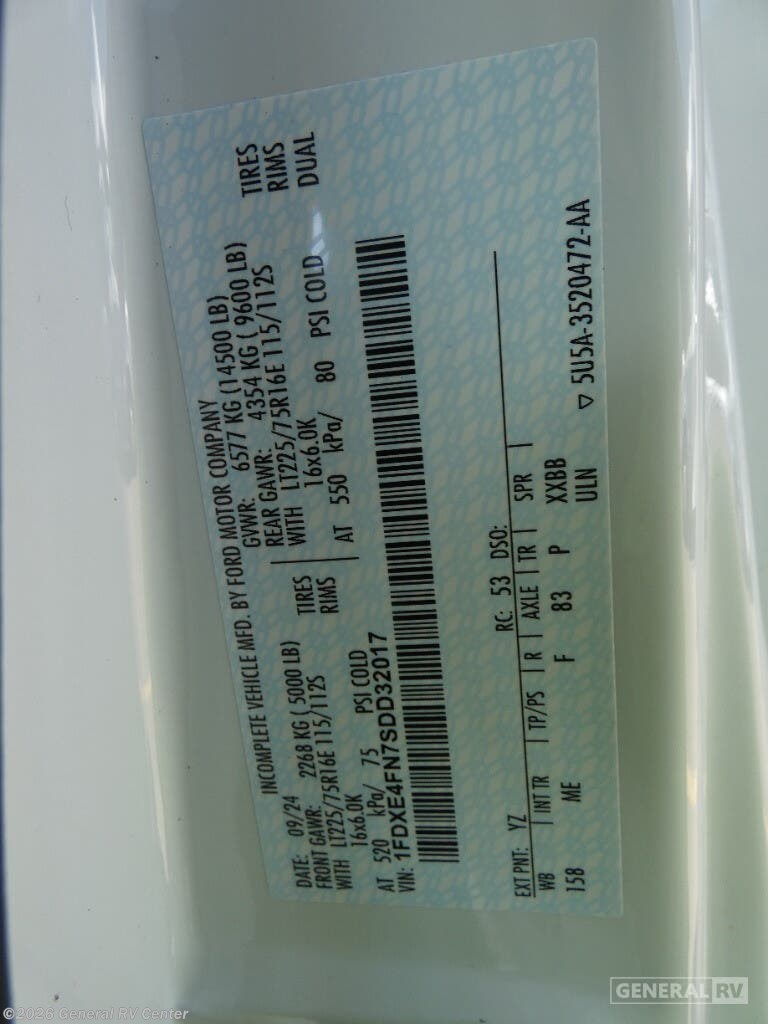 INCOMPLETE VEHICLE MFD. BY FORD MOTOR COMPANY
DATE: 09/24 GVWR: 6577 KG (14500 LB)
FRONT GAWR: 2268 KG ( 5000 LB) REAR GAWR: 4354 KG ( 9600 LB)
WITH LT225/75R16E 115/112S TIRES WITH LT225/75R16E 115/112S TIRES
16x6.0K RIMS 16x6.0K RIMS
AT 520 kPa/ 75 PSI COLD AT 550 kPa/ 80 PSI COLD DUAL
VIN: 1FDXE4FN7SDD32017
EXT PNT: YZ RC: 53 DSO:
WB INT TR TP/PS R AXLE TR SPR
158 ME F 83 P XXBB
ULN
▽ 5U5A-3520472-AA
GENERAL RV
©2026 General RV Center